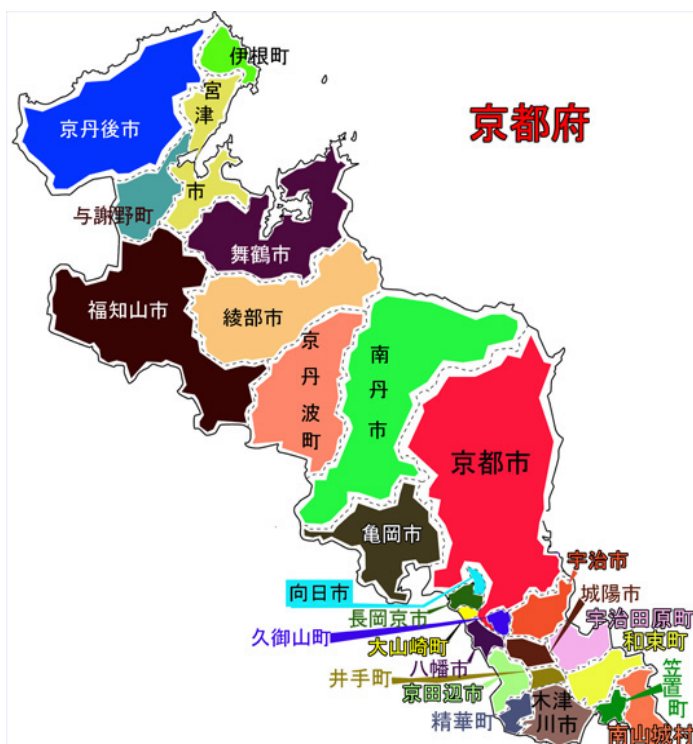 京都府
伊根町
宮津市
京丹後市
与謝野町
舞鶴市
福知山市
綾部市
京丹波町
南丹市
京都市
亀岡市
宇治市
向日市
城陽市
長岡京市
宇治田原町
久御山町
大山崎町
和束町
八幡市
井手町
笠置町
京田辺市
木津
川市
精華町
南山城村